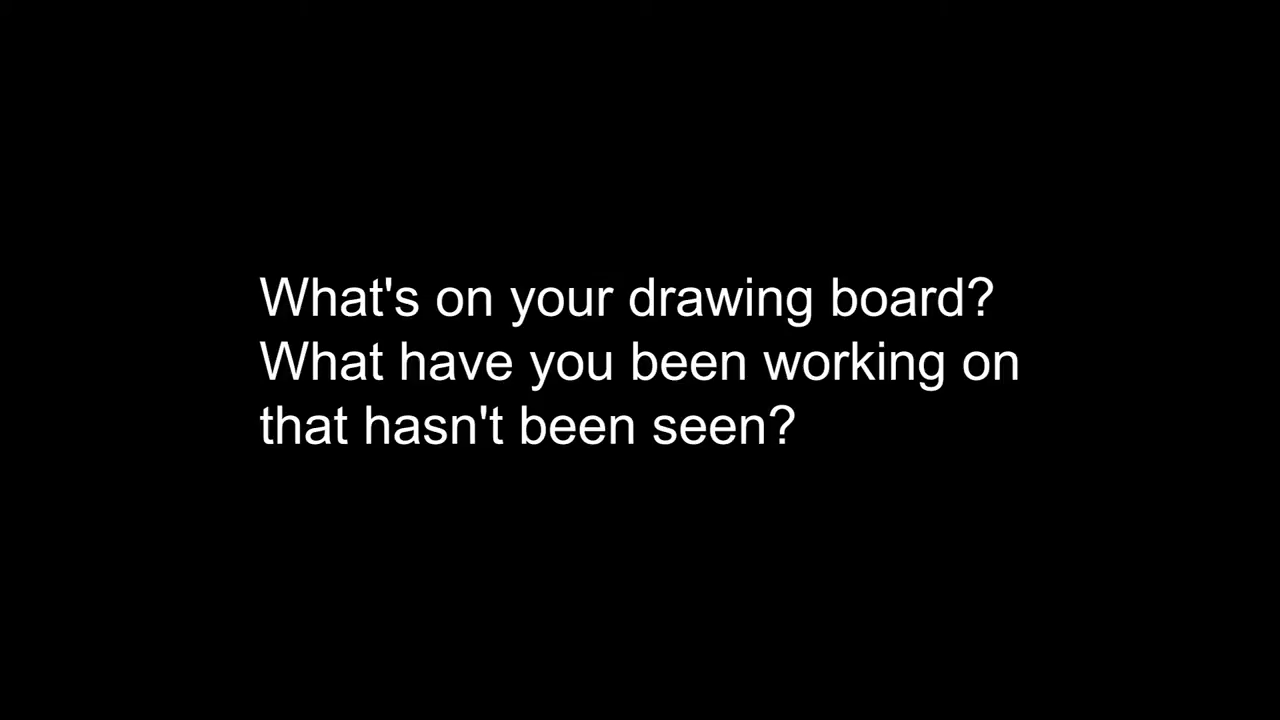 What's on your drawing board?
What have you been working on
that hasn't been seen?